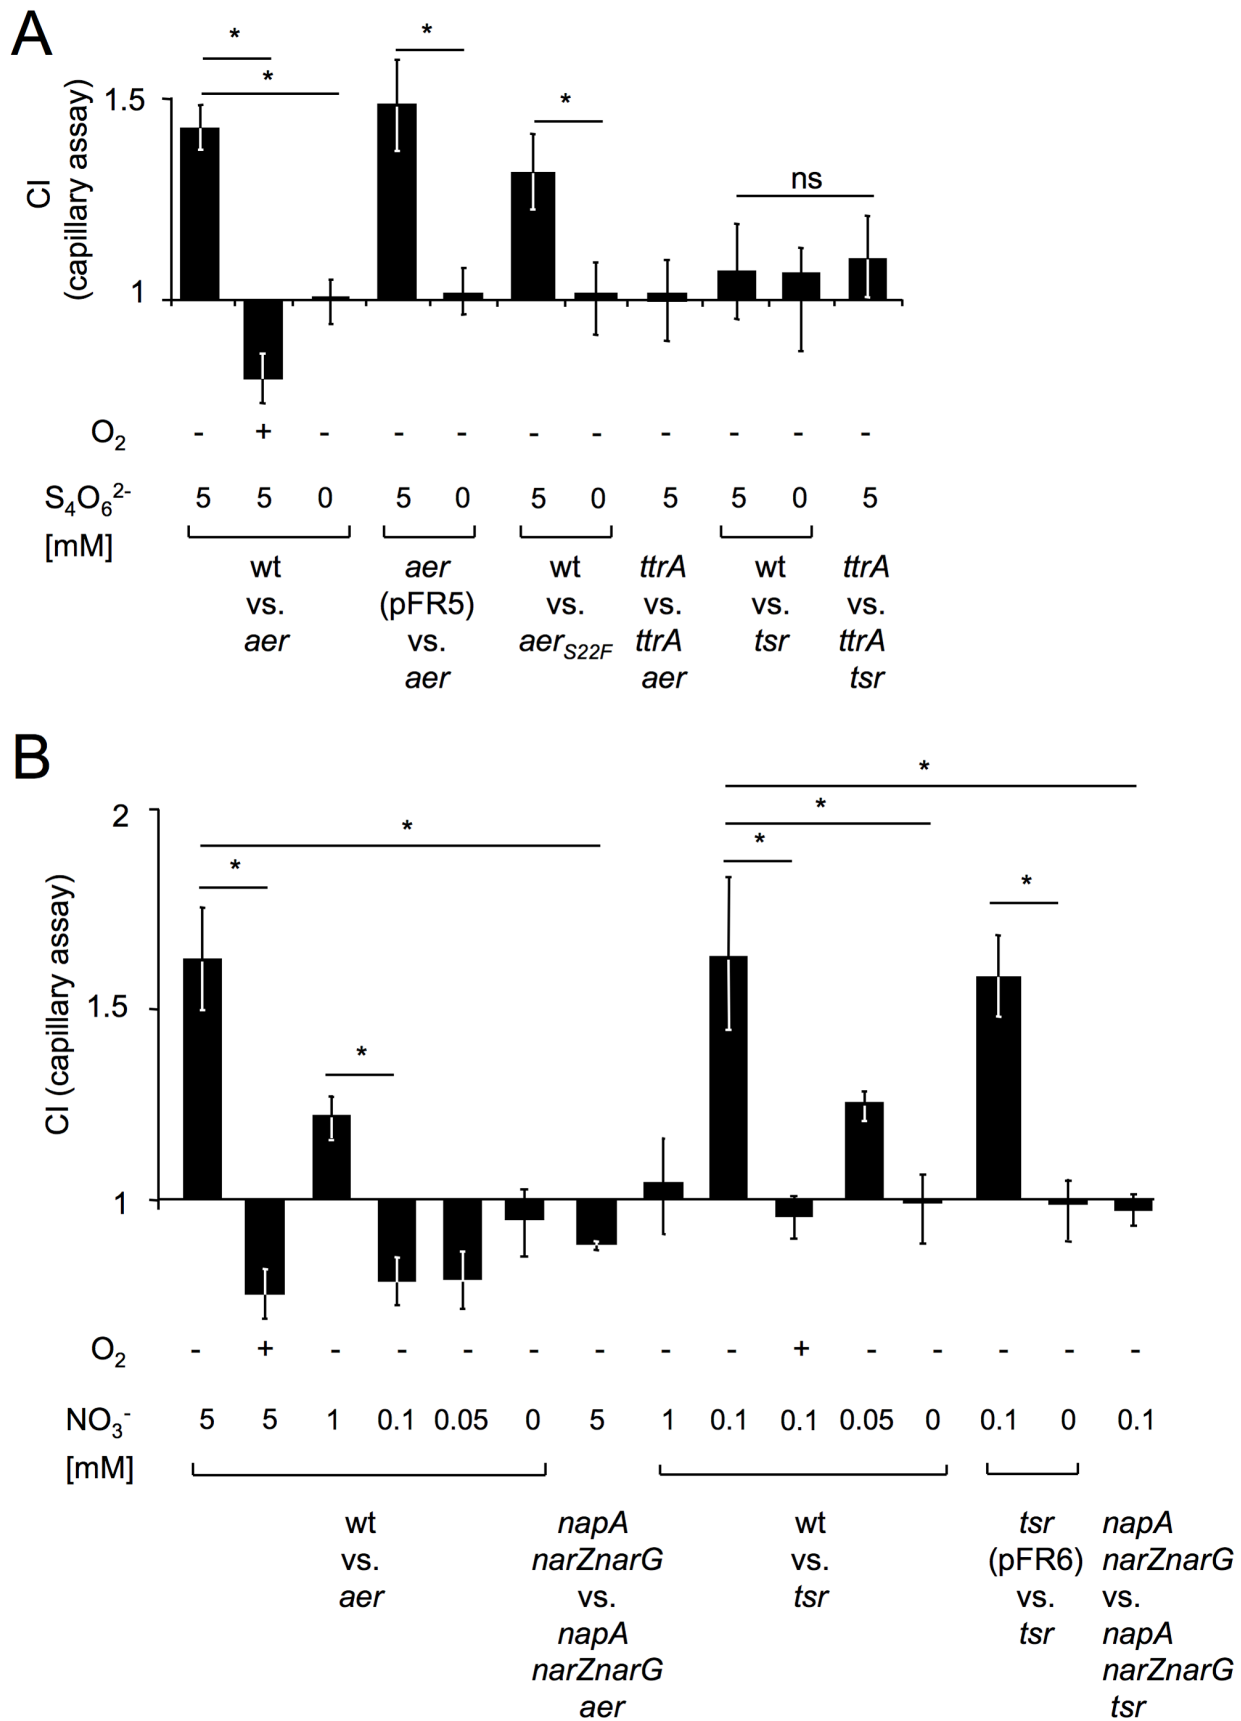 A
* * * *
*
1.5
CI
(capillary assay)
ns
1
O2 - + - - - - - - - - -
S4O6 2- 5 5 0 5 0 5 0 5 5 0 5
[mM]
wt aer wt ttrA wt ttrA
vs. (pFR5) vs. vs. vs. vs.
aer vs. aerS22F ttrA tsr ttrA
aer aer tsr
B
*
2 *
* *
* *
CI (capillary assay)
1.5
*
1
O2 - + - - - - - - - + - - - - -
NO3- 5 5 1 0.1 0.05 0 5 1 0.1 0.1 0.05 0 0.1 0 0.1
[mM]
wt napA wt tsr napA
vs. narZnarG vs. (pFR6) narZnarG
aer vs. tsr vs. vs.
napA tsr napA
narZnarG narZnarG
aer tsr